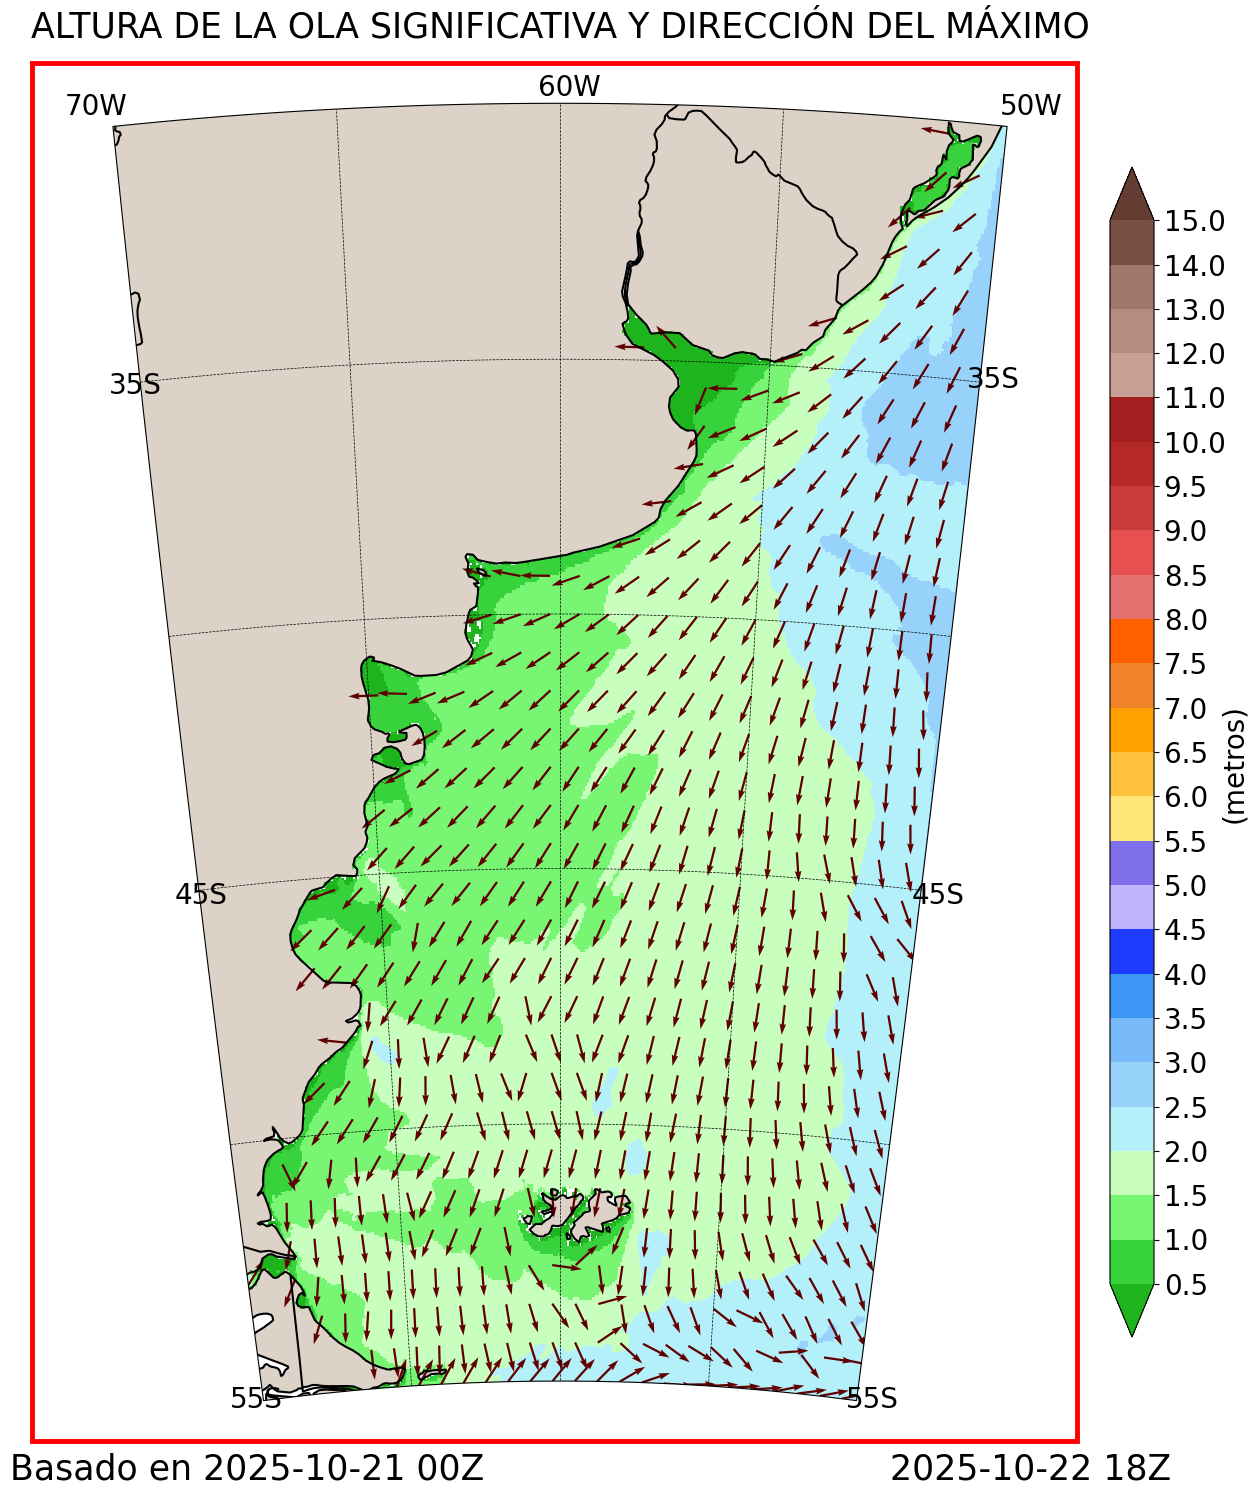 ALTURA DE LA OLA SIGNIFICATIVA Y DIRECCIÓN DEL MÁXIMO
70W
60W
50W
35S
35S
45S
45S
55S
55S
15.0
14.0
13.0
12.0
11.0
10.0
9.5
9.0
8.5
8.0
7.5
7.0
6.5
6.0
5.5
5.0
4.5
4.0
3.5
3.0
2.5
2.0
1.5
1.0
0.5
(metros)
Basado en 2025-10-21 00Z
2025-10-22 18Z